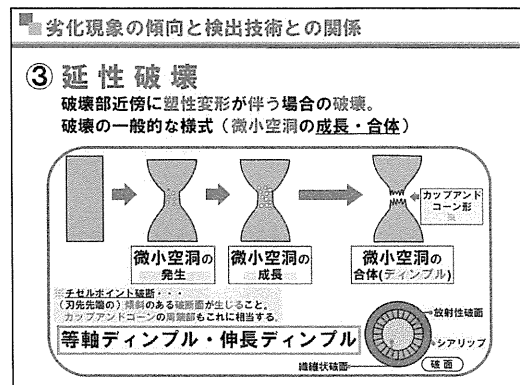 劣化現象の傾向と検出技術との関係
③ 延性破壊
破壊部近傍に塑性変形が伴う場合の破壊。
破壊の一般的な様式(微小空洞の成長・合体)
カップアンド
コーン形
微小空洞の
発生
微小空洞の
成長
微小空洞の
合体(ディンプル)
チゼルポイント破断・・・
(刃先先端の)傾斜のある破断面が生じること。
カップアンドコーンの周端部もこれに相当する。
等軸ディンプル・伸長ディンプル
放射性破面
シアリップ
繊維状破面
破面